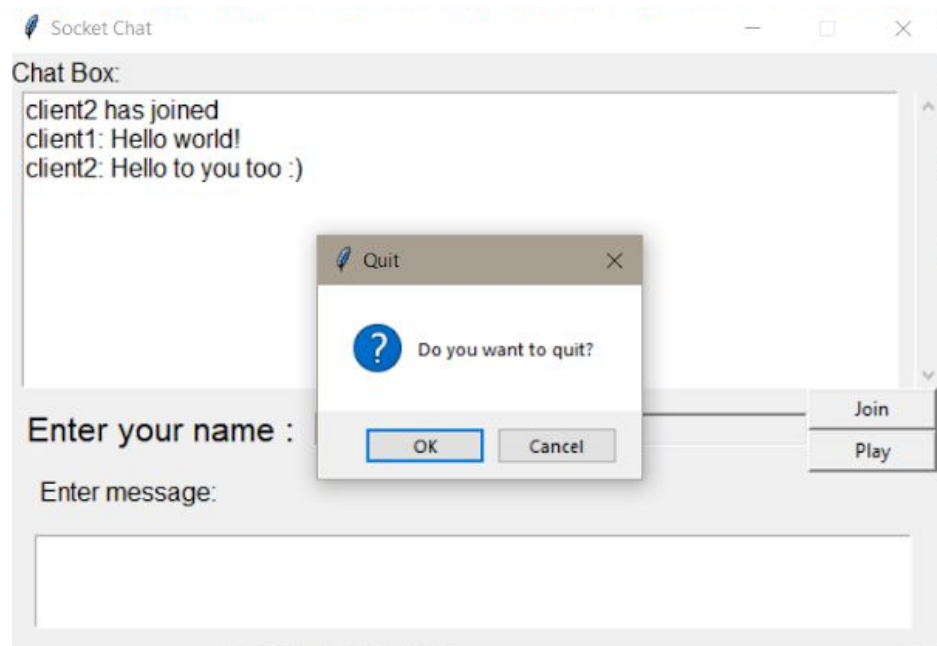 Socket Chat
Chat Box:
client2 has joined
client1: Hello world!
client2: Hello to you too :)
Quit
Do you want to quit?
OK
Cancel
Enter your name :
Join
Play
Enter message: